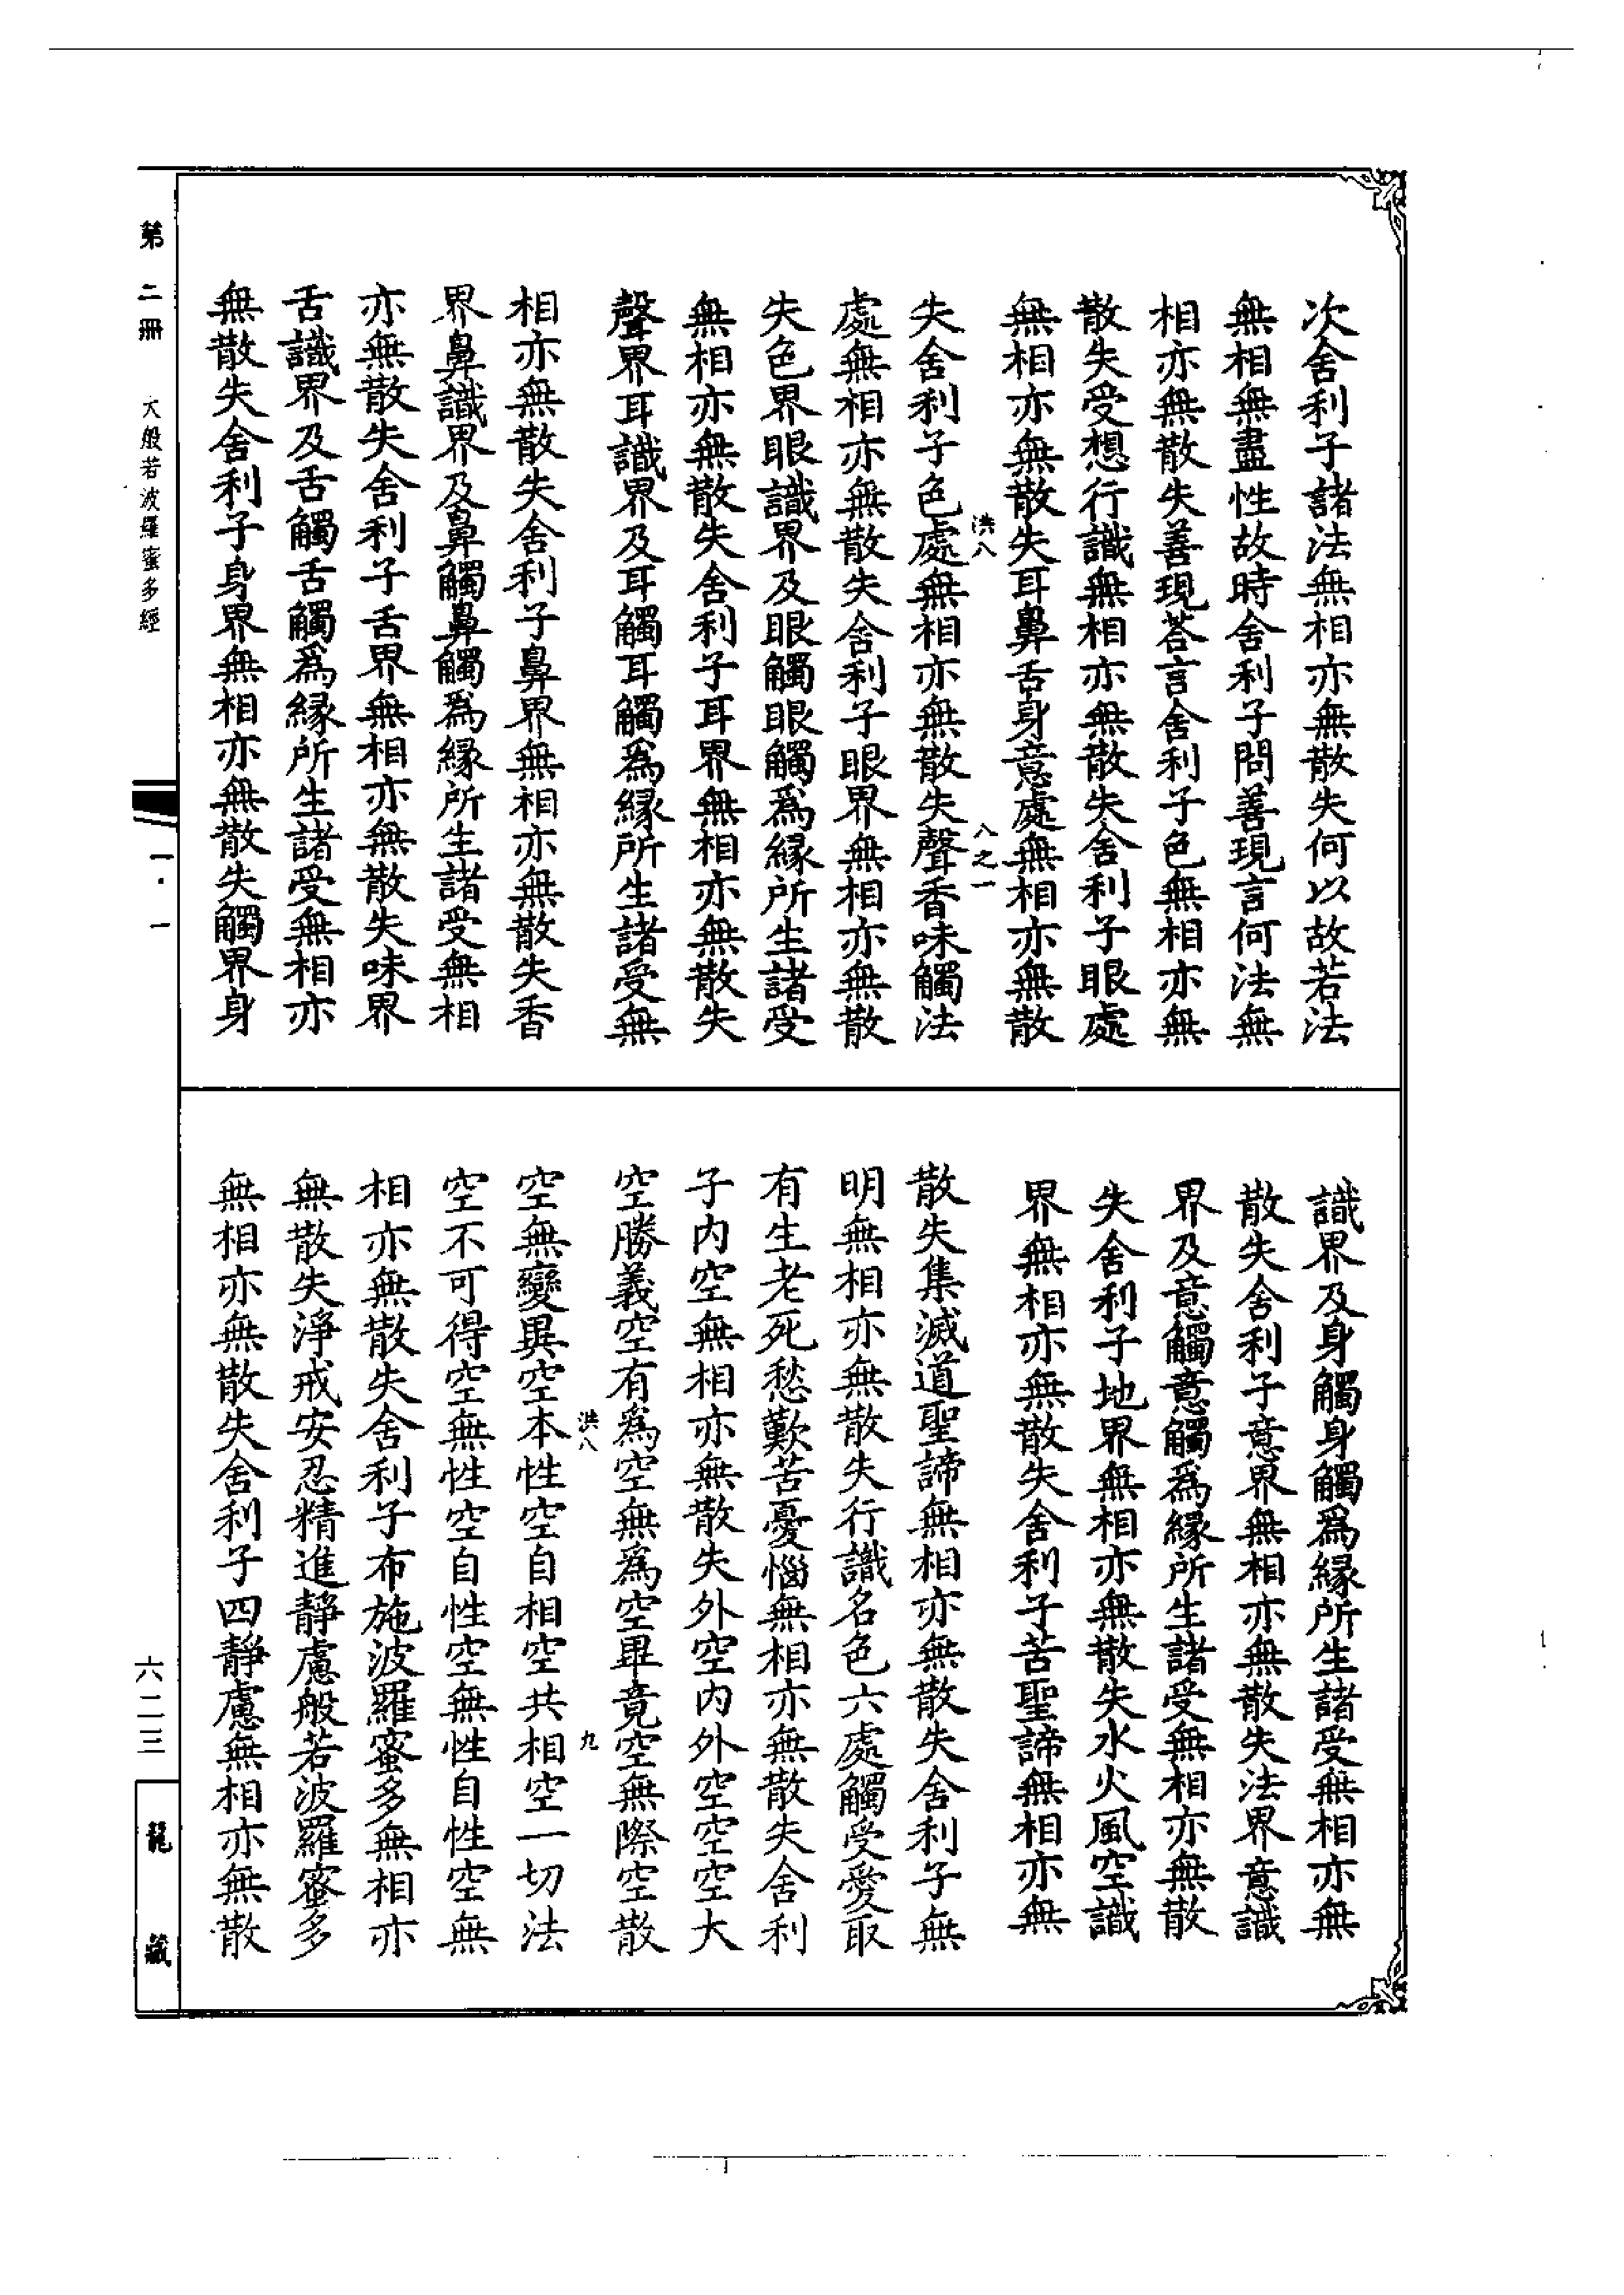 次舍利子諸法無相亦無散失何以故若法
無相無盡性故時舍利子問善現言何法無
相亦無散失善現荅言舍利子色無相亦無
散失受想行識無相亦無散失舍利子眼處
無相亦無散失耳鼻舌身意處無相亦無散
洪八
八之一
失舍利子色處無相亦無散失聲香味觸法
處無相亦無散失舍利子眼界無相亦無散
失色界眼識界及眼觸眼觸爲緣所生諸受
無相亦無散失舍利子耳界無相亦無散失
聲界耳識界及耳觸耳觸爲緣所生諸受無
相亦無散失舍利子鼻界無相亦無散失香
界鼻識界及鼻觸鼻觸爲緣所生諸受無相
亦無散失舍利子舌界無相亦無散失味界
舌識界及舌觸舌觸爲緣所生諸受無相亦
無散失舍利子身界無相亦無散失觸界身
識界及身觸身觸爲緣所生諸受無相亦無
散失舍利子意界無相亦無散失法界意識
界及意觸意觸爲緣所生諸受無相亦無散
失舍利子地界無相亦無散失水火風空識
界無相亦無散失舍利子苦聖諦無相亦無
散失集滅道聖諦無相亦無散失舍利子無
明無相亦無散失行識名色六處觸受愛取
有生老死愁歎苦憂惱無相亦無散失舍利
子內空無相亦無散失外空內外空空空大
空勝義空有爲空無爲空畢竟空無際空散
洪八
九
空無變異空本性空自相空共相空一切法
空不可得空無性空自性空無性自性空無
相亦無散失舍利子布施波羅蜜多無相亦
無散失淨戒安忍精進靜慮般若波羅蜜多
無相亦無散失舍利子四靜慮無相亦無散
第二冊
大般若波羅蜜多經
一·一
六二三
龍藏